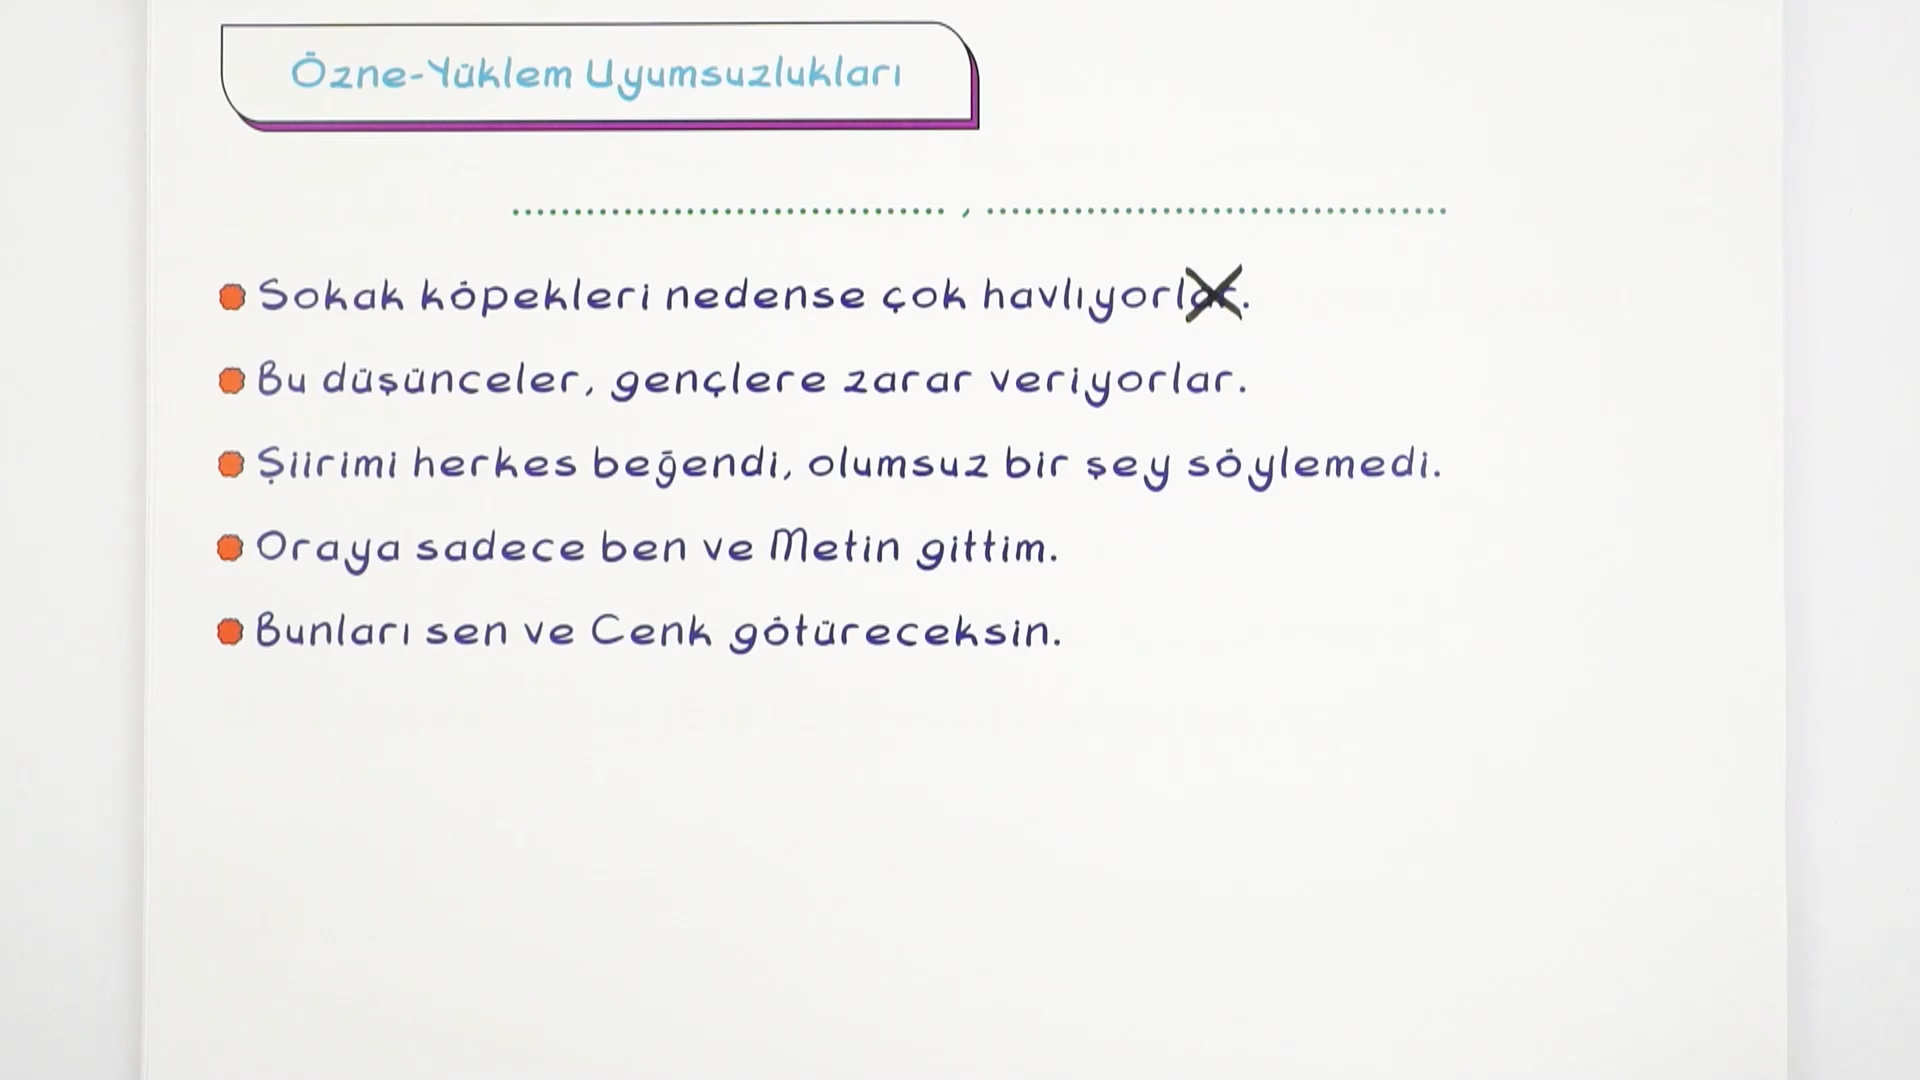 Özne-Yüklem Uyumsuzlukları
...................................., ......................................
Sokak köpekleri nedense çok havlıyorlar.
Bu düşünceler, gençlere zarar veriyorlar.
Şiirimi herkes beğendi, olumsuz bir şey söylemedi.
Oraya sadece ben ve Metin gittim.
Bunları sen ve Cenk götüreceksin.